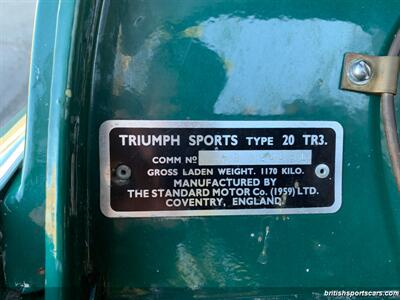 TRIUMPH SPORTS TYPE 20 TR3.
COMM Nº
GROSS LADEN WEIGHT. 1170 KILO.
MANUFACTURED BY
THE STANDARD MOTOR Co. (1959) LTD.
COVENTRY, ENGLAND.
britishsportscars.com